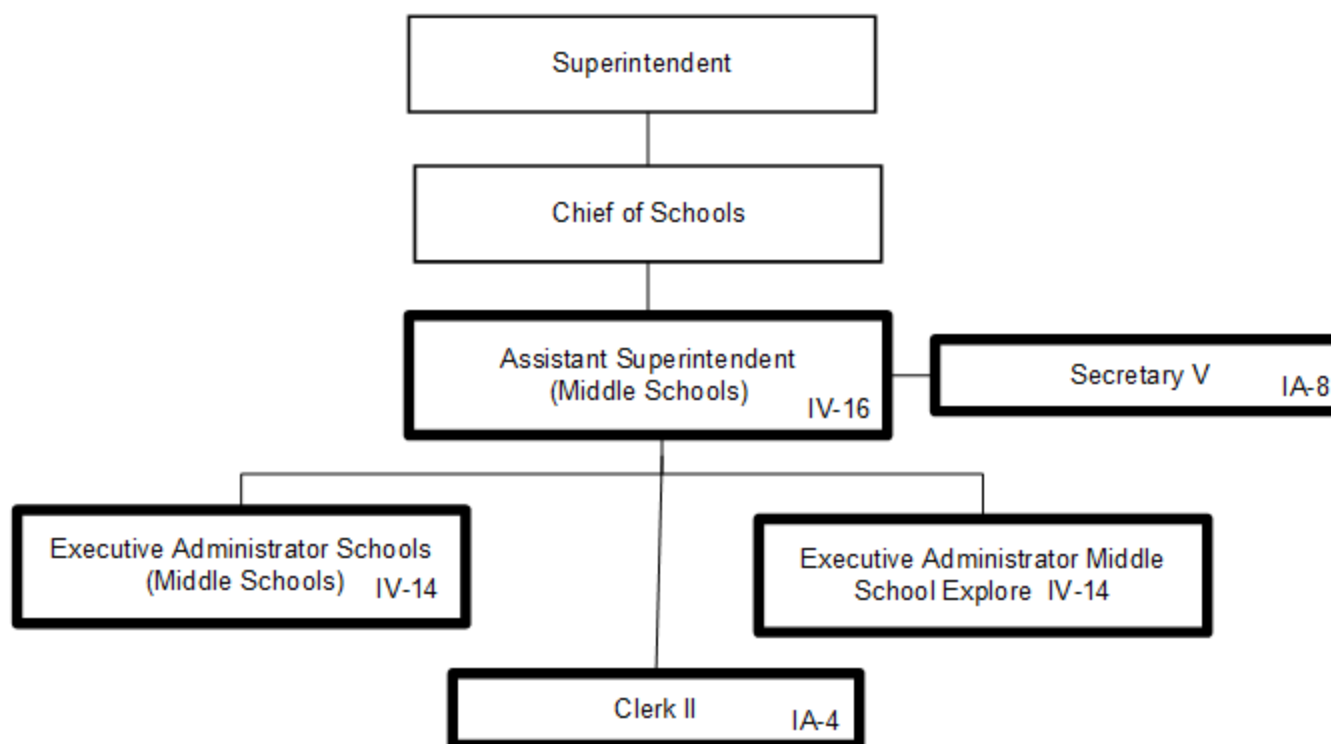 Superintendent
Chief of Schools
Assistant Superintendent
(Middle Schools)
IV-16
Secretary V
IA-8
Executive Administrator Schools
(Middle Schools) IV-14
Executive Administrator Middle
School Explore IV-14
Clerk II
IA-4